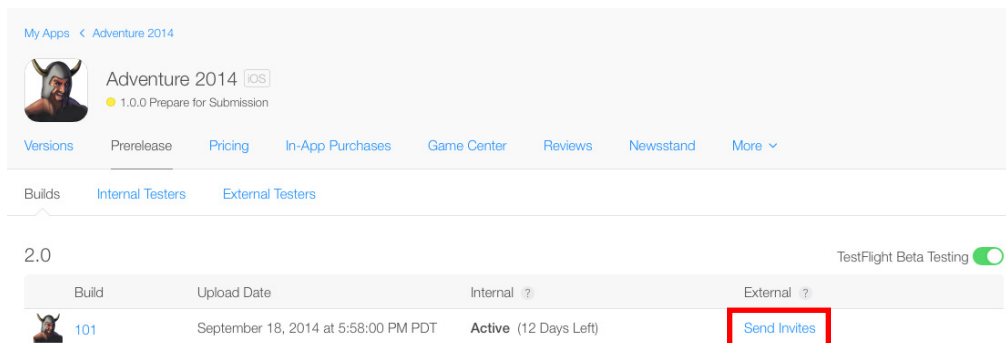 My Apps < Adventure 2014
Adventure 2014 iOS
1.0.0 Prepare for Submission
Versions Prerelease Pricing In-App Purchases Game Center Reviews Newsstand More
Builds Internal Testers External Testers
2.0 TestFlight Beta Testing
Build Upload Date Internal ? External ?
101 September 18, 2014 at 5:58:00 PM PDT Active (12 Days Left) Send Invites